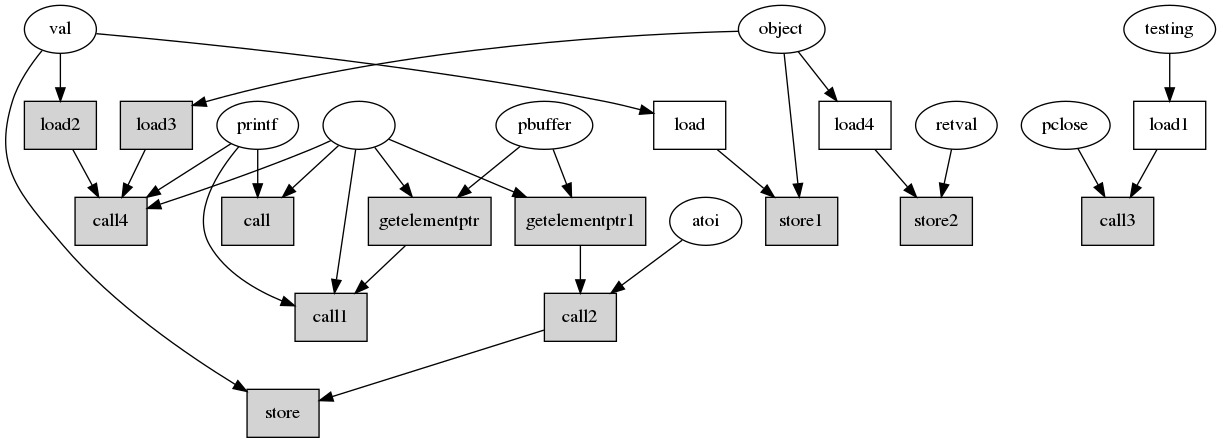 val
object
testing
load2
load3
printf
pbuffer
load
load4
retval
pclose
load1
call4
call
getelementptr
getelementptr1
atoi
store1
store2
call3
call1
call2
store